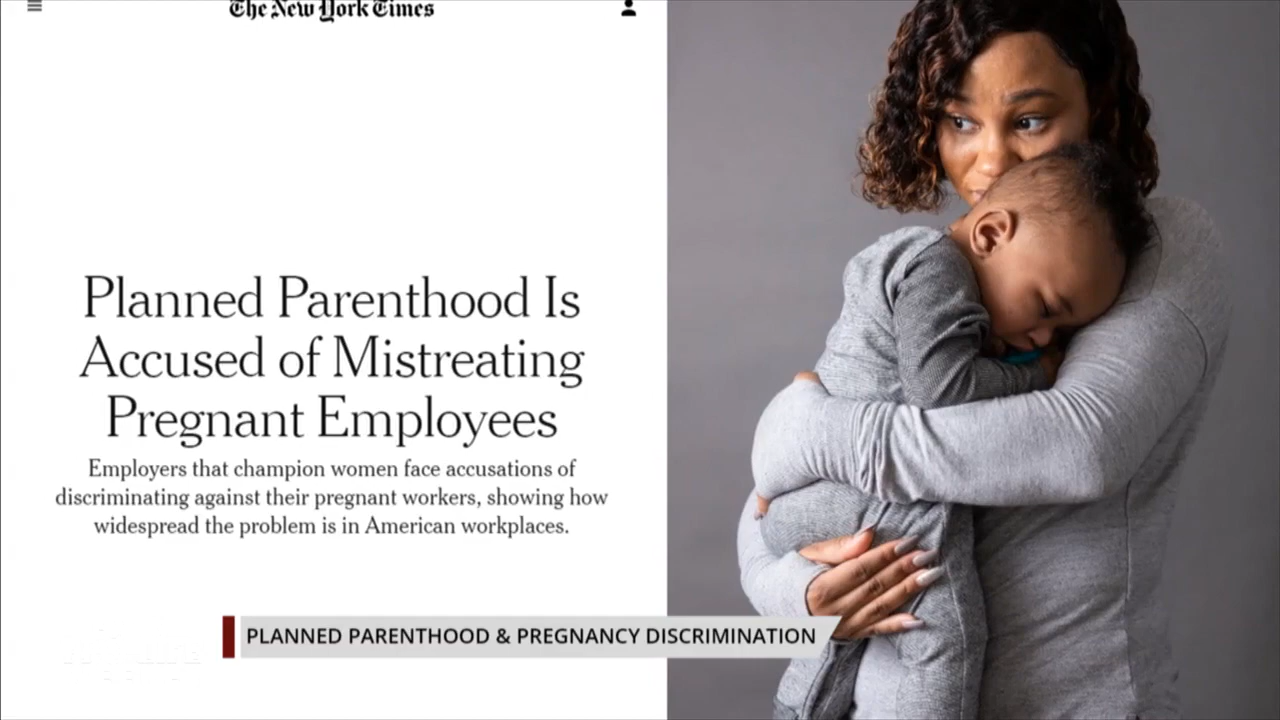 The New York Times
Planned Parenthood Is
Accused of Mistreating
Pregnant Employees
Employers that champion women face accusations of
discriminating against their pregnant workers, showing how
widespread the problem is in American workplaces.
PLANNED PARENTHOOD & PREGNANCY DISCRIMINATION